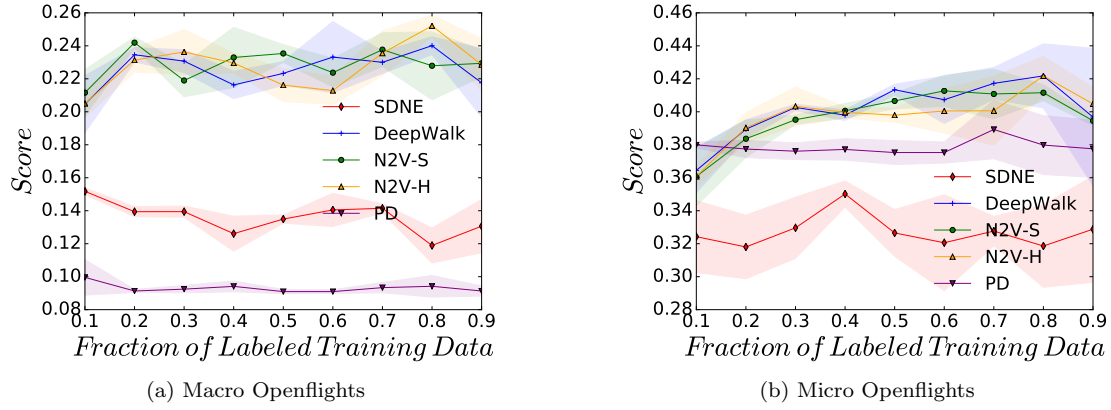 0.26
0.24
0.22
0.20
0.18
0.16
0.14
0.12
0.10
0.08
Score
SDNE
DeepWalk
N2V-S
N2V-H
PD
0.1 0.2 0.3 0.4 0.5 0.6 0.7 0.8 0.9
Fraction of Labeled Training Data
(a) Macro Openflights
0.46
0.44
0.42
0.40
0.38
0.36
0.34
0.32
0.30
0.28
Score
SDNE
DeepWalk
N2V-S
N2V-H
PD
0.1 0.2 0.3 0.4 0.5 0.6 0.7 0.8 0.9
Fraction of Labeled Training Data
(b) Micro Openflights